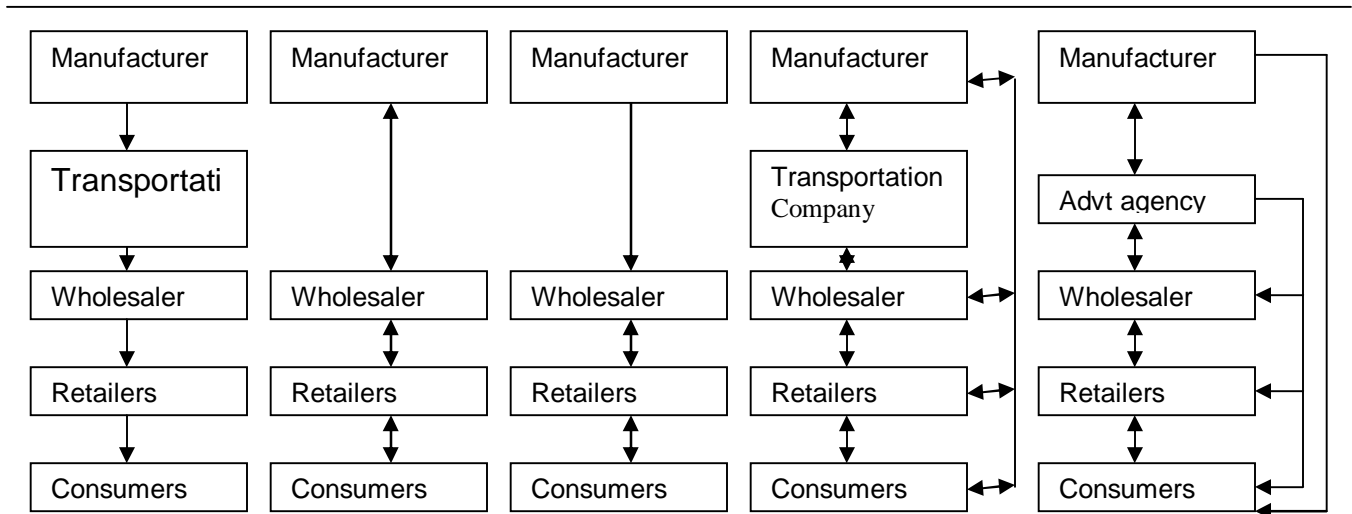 Manufacturer
Transportati
Wholesaler
Retailers
Consumers
Manufacturer
Wholesaler
Retailers
Consumers
Manufacturer
Wholesaler
Retailers
Consumers
Manufacturer
Transportation
Company
Wholesaler
Retailers
Consumers
Manufacturer
Advt agency
Wholesaler
Retailers
Consumers